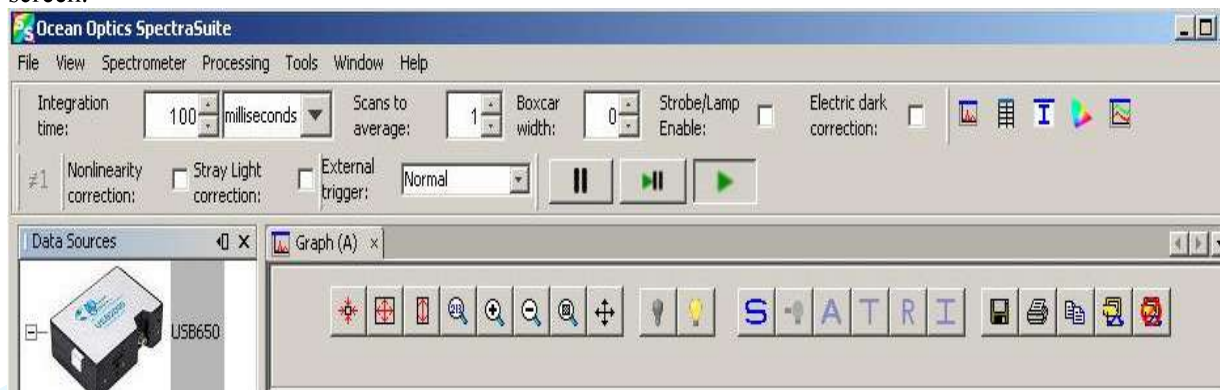 screen.
Ocean Optics SpectraSuite
File View Spectrometer Processing Tools Window Help
Integration time: 100 milliseconds Scans to average: 1 Boxcar width: 0 Strobe/Lamp Enable: Electric dark correction:
≠1 Nonlinearity correction: Stray Light correction: External trigger: Normal
Data Sources Graph (A)
USB650
S A T R I